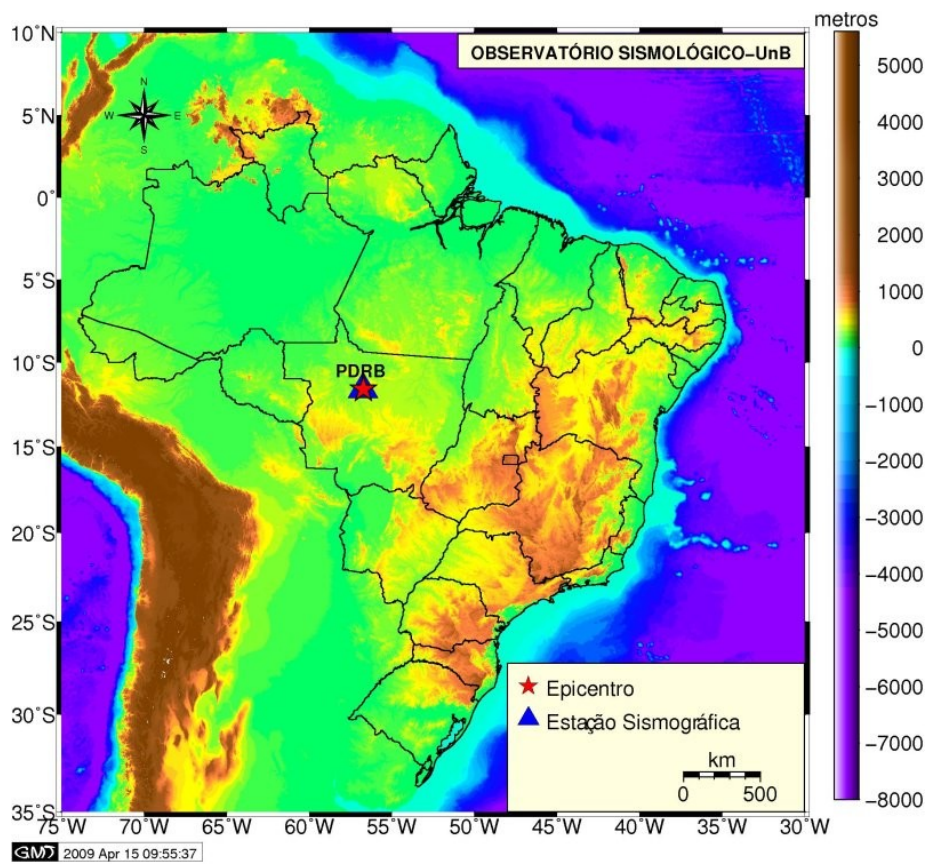 metros
OBSERVATÓRIO SISMOLÓGICO–UnB
10˚N
5˚N
0˚
5˚S
10˚S
15˚S
20˚S
25˚S
30˚S
35˚S
N
W E
S
PDRB
Epicentro
Estação Sismográfica
km
0 500
75˚W 70˚W 65˚W 60˚W 55˚W 50˚W 45˚W 40˚W 35˚W 30˚W
5000
4000
3000
2000
1000
0
−1000
−2000
−3000
−4000
−5000
−6000
−7000
−8000
GMT 2009 Apr 15 09:55:37